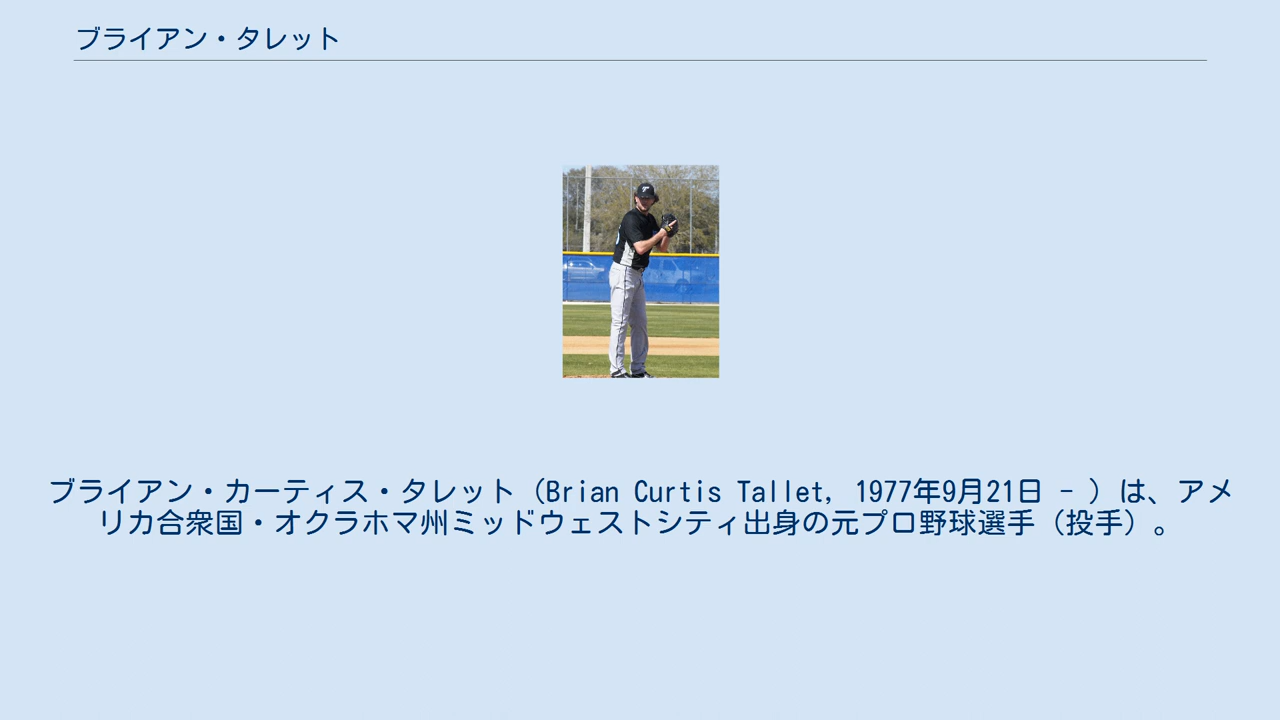 ブライアン・タレット
ブライアン・カーティス・タレット（Brian Curtis Tallet, 1977年9月21日 - ）は、アメ
リカ合衆国・オクラホマ州ミッドウェストシティ出身の元プロ野球選手（投手）。